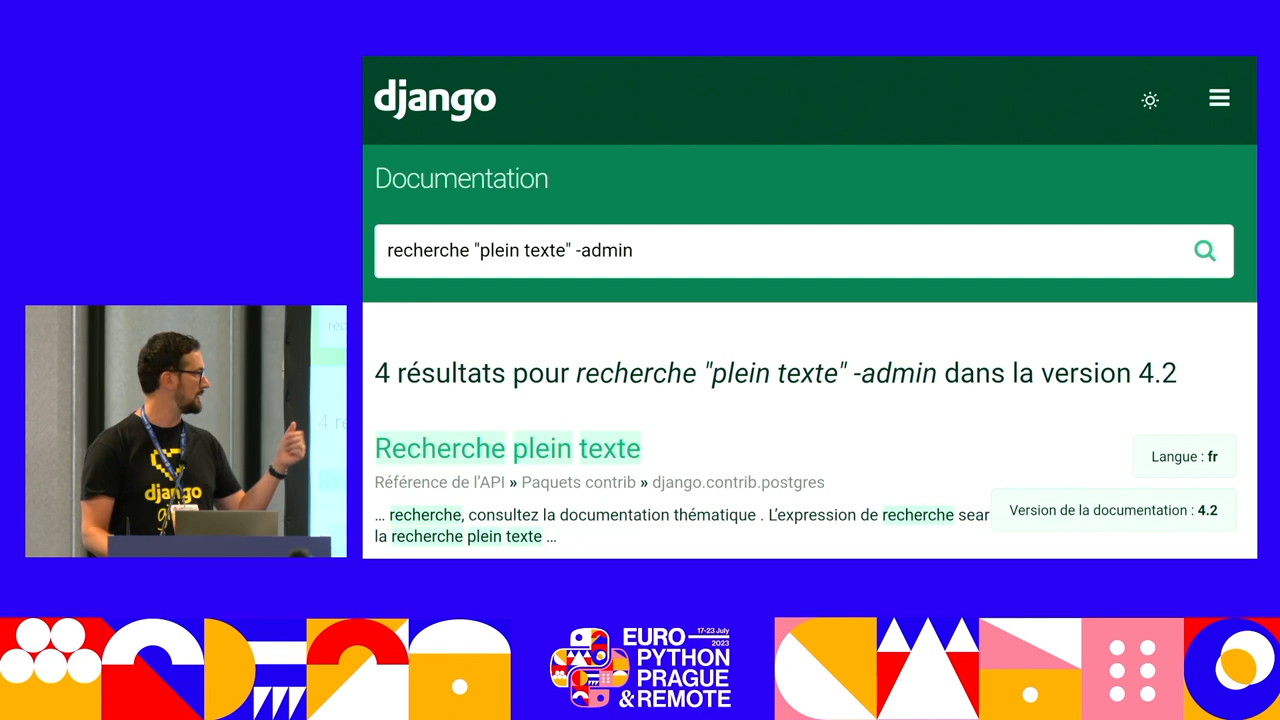 django
Documentation
recherche "plein texte" -admin
4 résultats pour recherche "plein texte" -admin dans la version 4.2
Recherche plein texte
Langue : fr
Référence de l'API » Paquets contrib » django.contrib.postgres
Version de la documentation : 4.2
… recherche, consultez la documentation thématique . L'expression de recherche sear
la recherche plein texte …
rec
4 re
django
17-23 July
2023
EURO
PYTHON
PRAGUE
& REMOTE